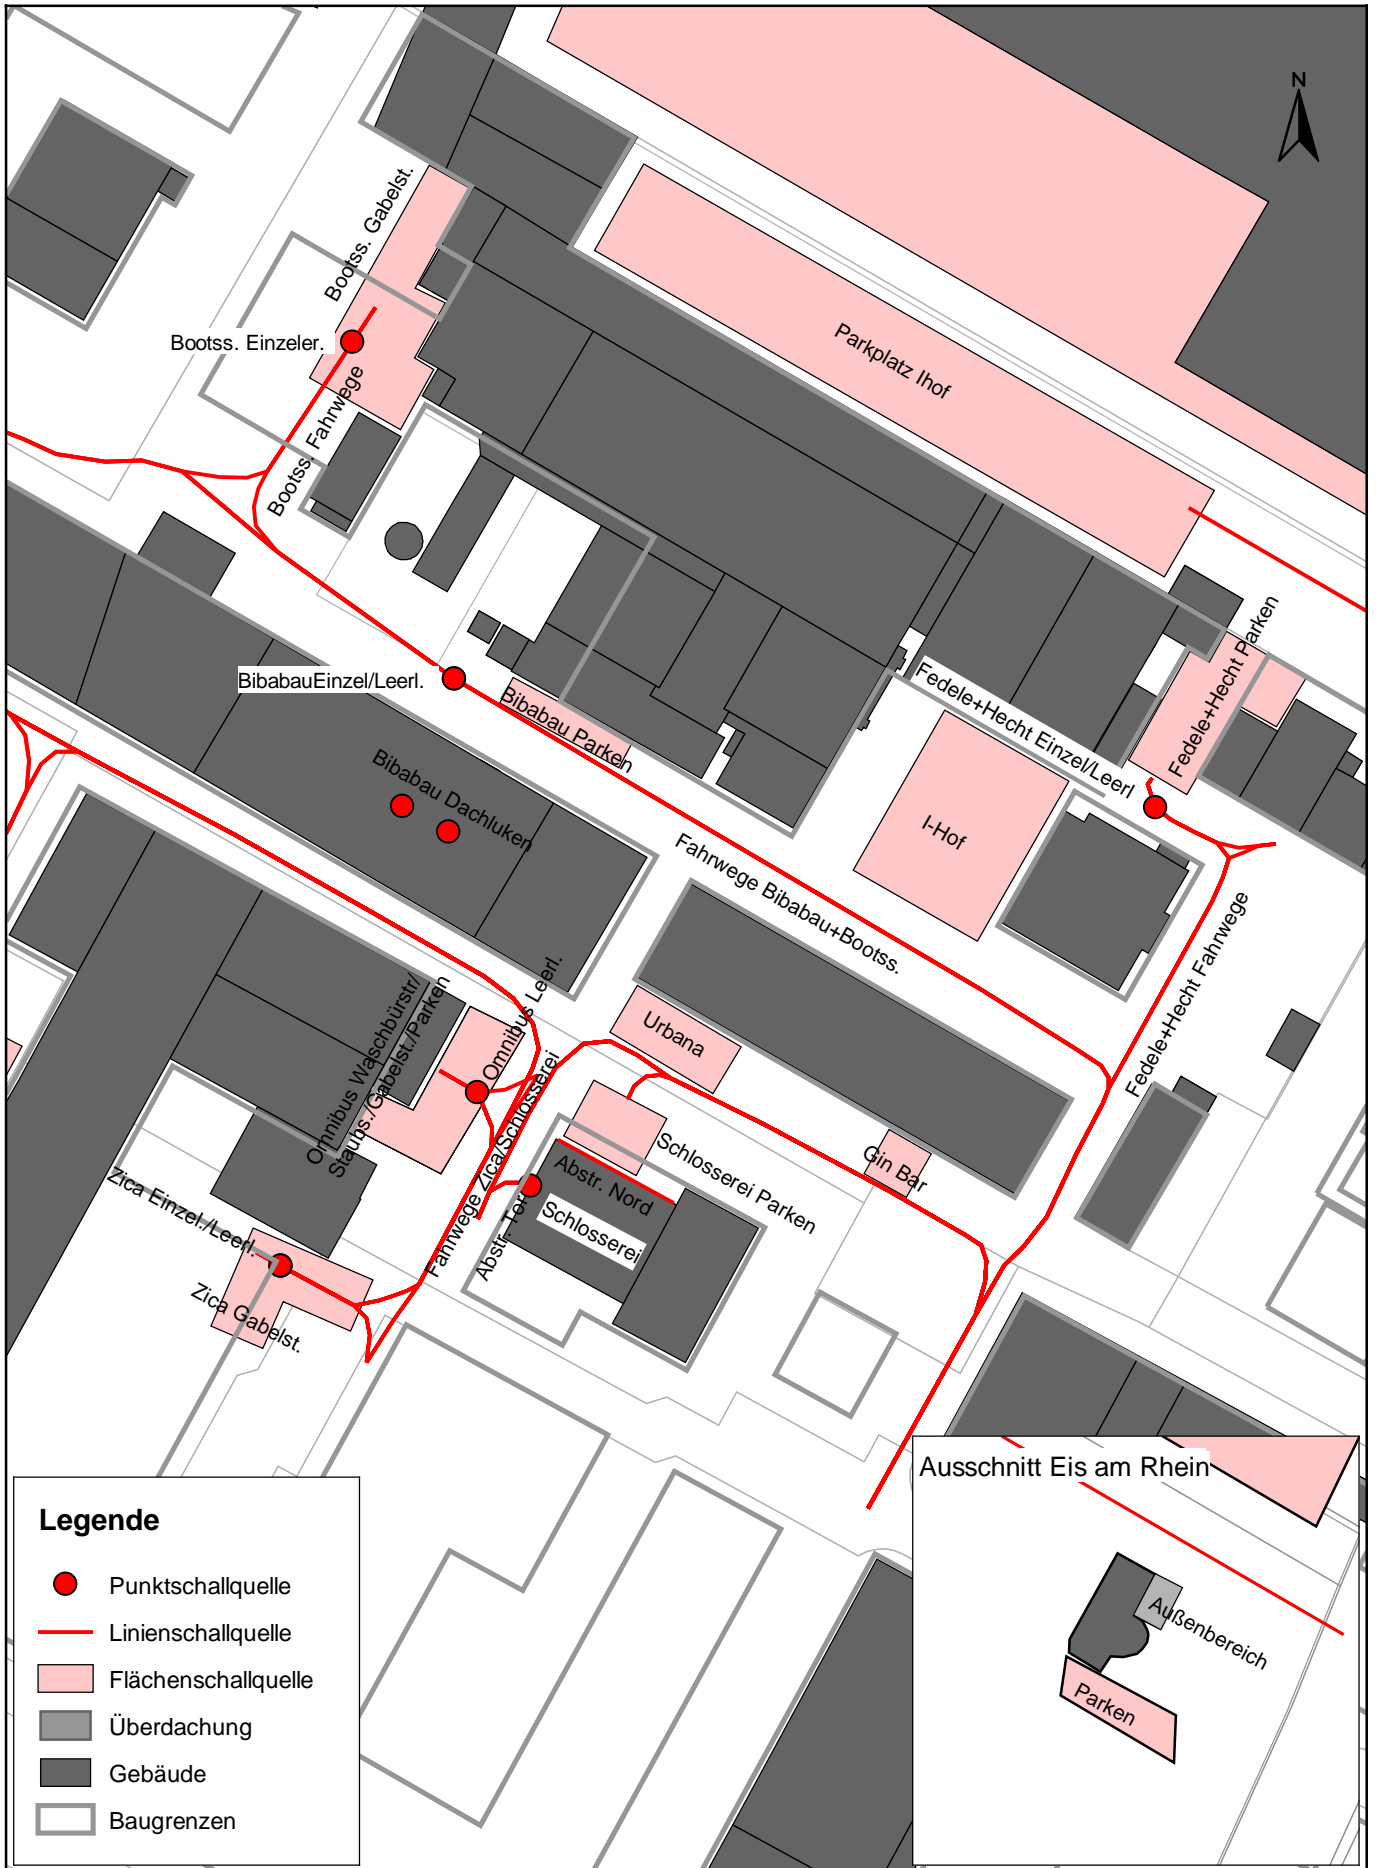 N
Bootss. Gabelst.
Bootss. Einzeler.
Bootss. Fahrwege
Parkplatz Ihof
Fedele+Hecht Parken
Fedele+Hecht Einzel/Leerl
BibabauEinzel/Leerl.
Bibabau Parken
Bibabau Dachluken
I-Hof
Fahrwege Bibabau+Bootss.
Fedele+Hecht Fahrwege
Omnibus Leerl.
Omnibus Waschbürstr/
Staubs./Gabelst./Parken
Urbana
Fahrwege Zica/Schlosserei
Schlosserei Parken
Gin Bar
Abstr. Nord
Abstr. Tor
Schlosserei
Zica Einzel./Leerl.
Zica Gabelst.
Ausschnitt Eis am Rhein
Außenbereich
Parken
Legende
Punktschallquelle
Linienschallquelle
Flächenschallquelle
Überdachung
Gebäude
Baugrenzen